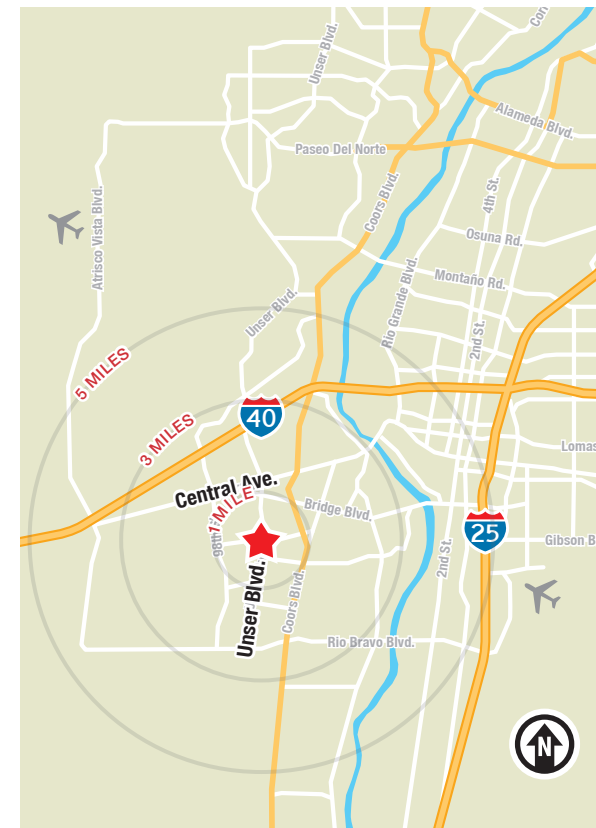 Cor
Unser Blvd.
Cor
Alameda Blvd.
Paseo Del Norte
Coors Blvd.
4th St.
Atrisco Vista Blvd.
Osuna Rd.
Montaño Rd.
Rio Grande Blvd.
Unser Blvd.
2nd St.
5 MILES
3 MILES
40
Lomas
Central Ave.
1 MILE
Bridge Blvd.
98th
25
Gibson B
2nd St.
Unser Blvd.
Coors Blvd.
Rio Bravo Blvd.
N